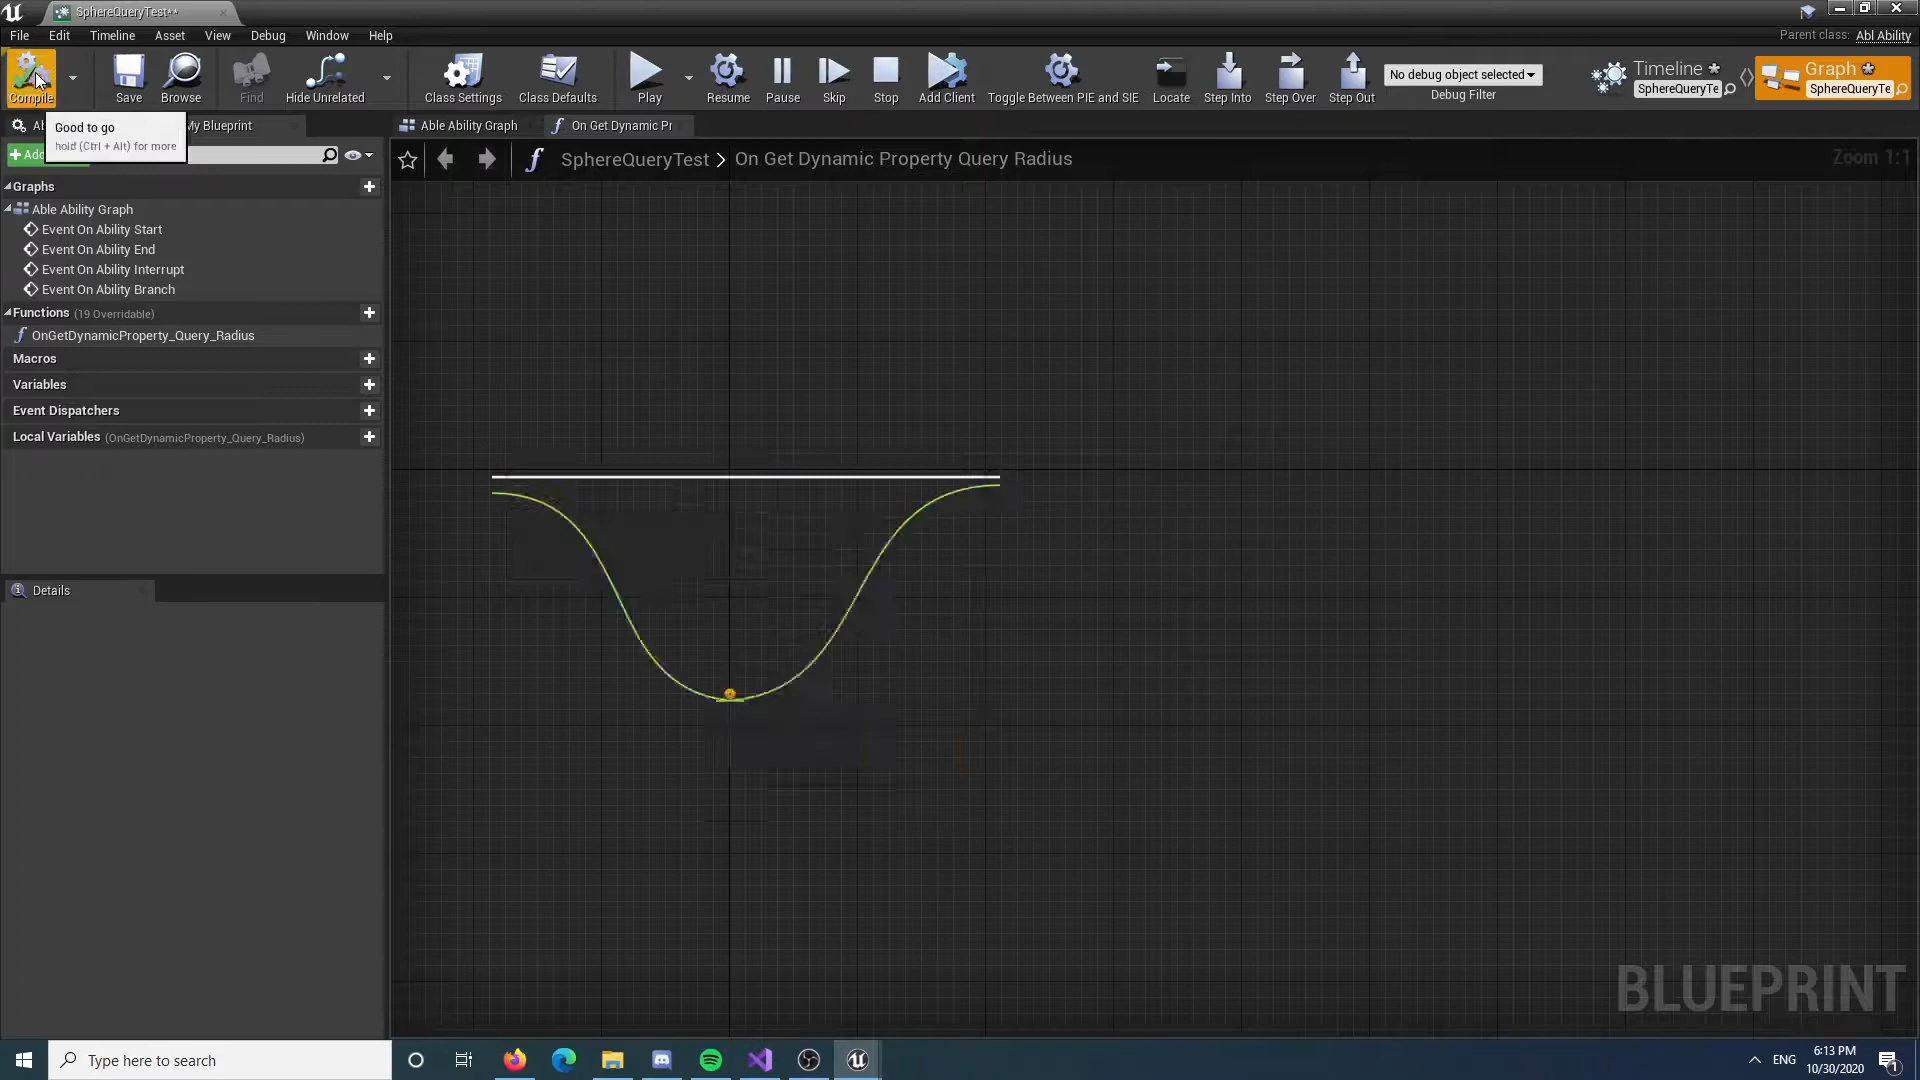 SphereQueryTest**
File Edit Timeline Asset View Debug Window Help
Parent class: Abl Ability
Compile Save Browse Find Hide Unrelated Class Settings Class Defaults Play Resume Pause Skip Stop Add Client Toggle Between PIE and SIE Locate Step Into Step Over Step Out
No debug object selected
Debug Filter
Timeline
SphereQueryTe
Graph
SphereQueryTe
Good to go
hold (Ctrl + Alt) for more
My Blueprint
Able Ability Graph
On Get Dynamic Pr
SphereQueryTest > On Get Dynamic Property Query Radius
Zoom 1:1
Graphs
Able Ability Graph
Event On Ability Start
Event On Ability End
Event On Ability Interrupt
Event On Ability Branch
Functions (19 Overridable)
OnGetDynamicProperty_Query_Radius
Macros
Variables
Event Dispatchers
Local Variables (OnGetDynamicProperty_Query_Radius)
Details
BLUEPRINT
Type here to search
ENG
6:13 PM
10/30/2020
1